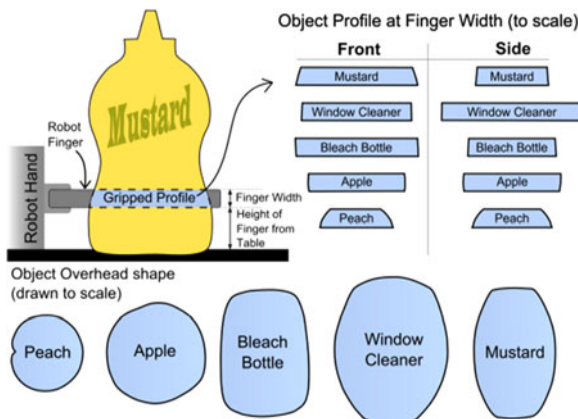 Object Profile at Finger Width (to scale)
Front
Side
Mustard
Mustard
Window Cleaner
Window Cleaner
Bleach Bottle
Bleach Bottle
Apple
Apple
Peach
Peach
Mustard
Robot
Finger
Robot Hand
Gripped Profile
Finger Width
Height of
Finger from
Table
Object Overhead shape
(drawn to scale)
Peach
Apple
Bleach
Bottle
Window
Cleaner
Mustard